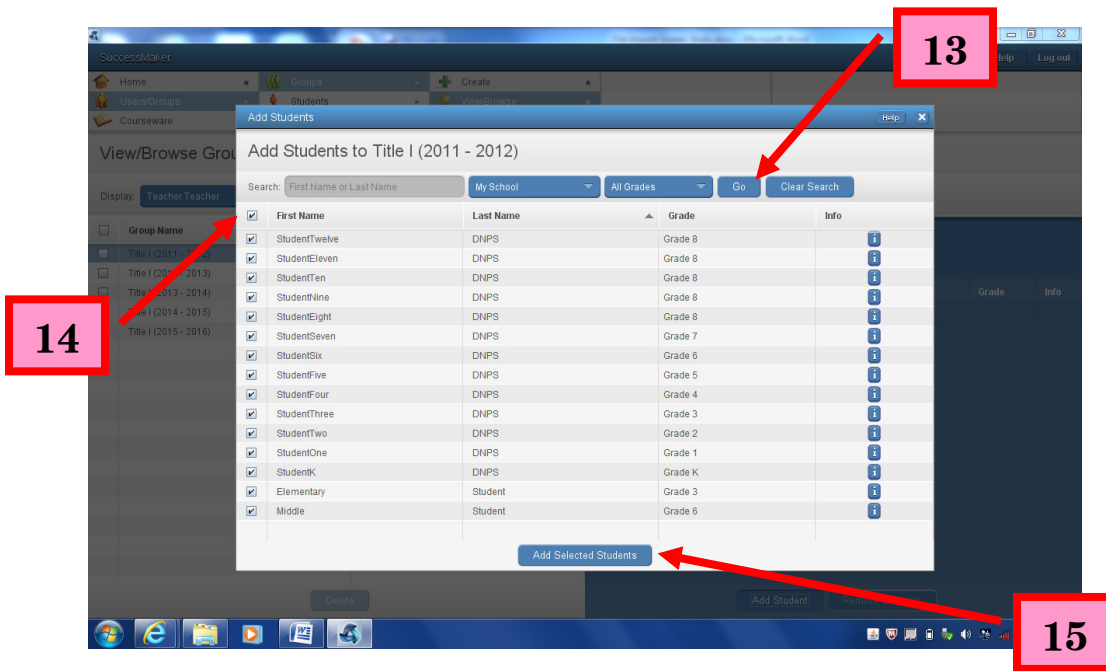 13
SuccessMaker Help Log out
Home Groups Create
Users/Groups Students View/Browse
Courseware
Add Students Help
View/Browse Grou
Add Students to Title I (2011 - 2012)
Display: Teacher Teacher
Search: First Name or Last Name My School All Grades Go Clear Search
Group Name
First Name Last Name Grade Info
StudentTwelve DNPS Grade 8
StudentEleven DNPS Grade 8
StudentTen DNPS Grade 8
StudentNine DNPS Grade 8
StudentEight DNPS Grade 8
StudentSeven DNPS Grade 7
StudentSix DNPS Grade 6
StudentFive DNPS Grade 5
StudentFour DNPS Grade 4
StudentThree DNPS Grade 3
StudentTwo DNPS Grade 2
StudentOne DNPS Grade 1
StudentK DNPS Grade K
Elementary Student Grade 3
Middle Student Grade 6
Title I (2011 - 2012)
Title I (2012 - 2013)
Title I (2013 - 2014)
Title I (2014 - 2015)
Title I (2015 - 2016)
Grade Info
14
Add Selected Students
Delete
Add Student
15